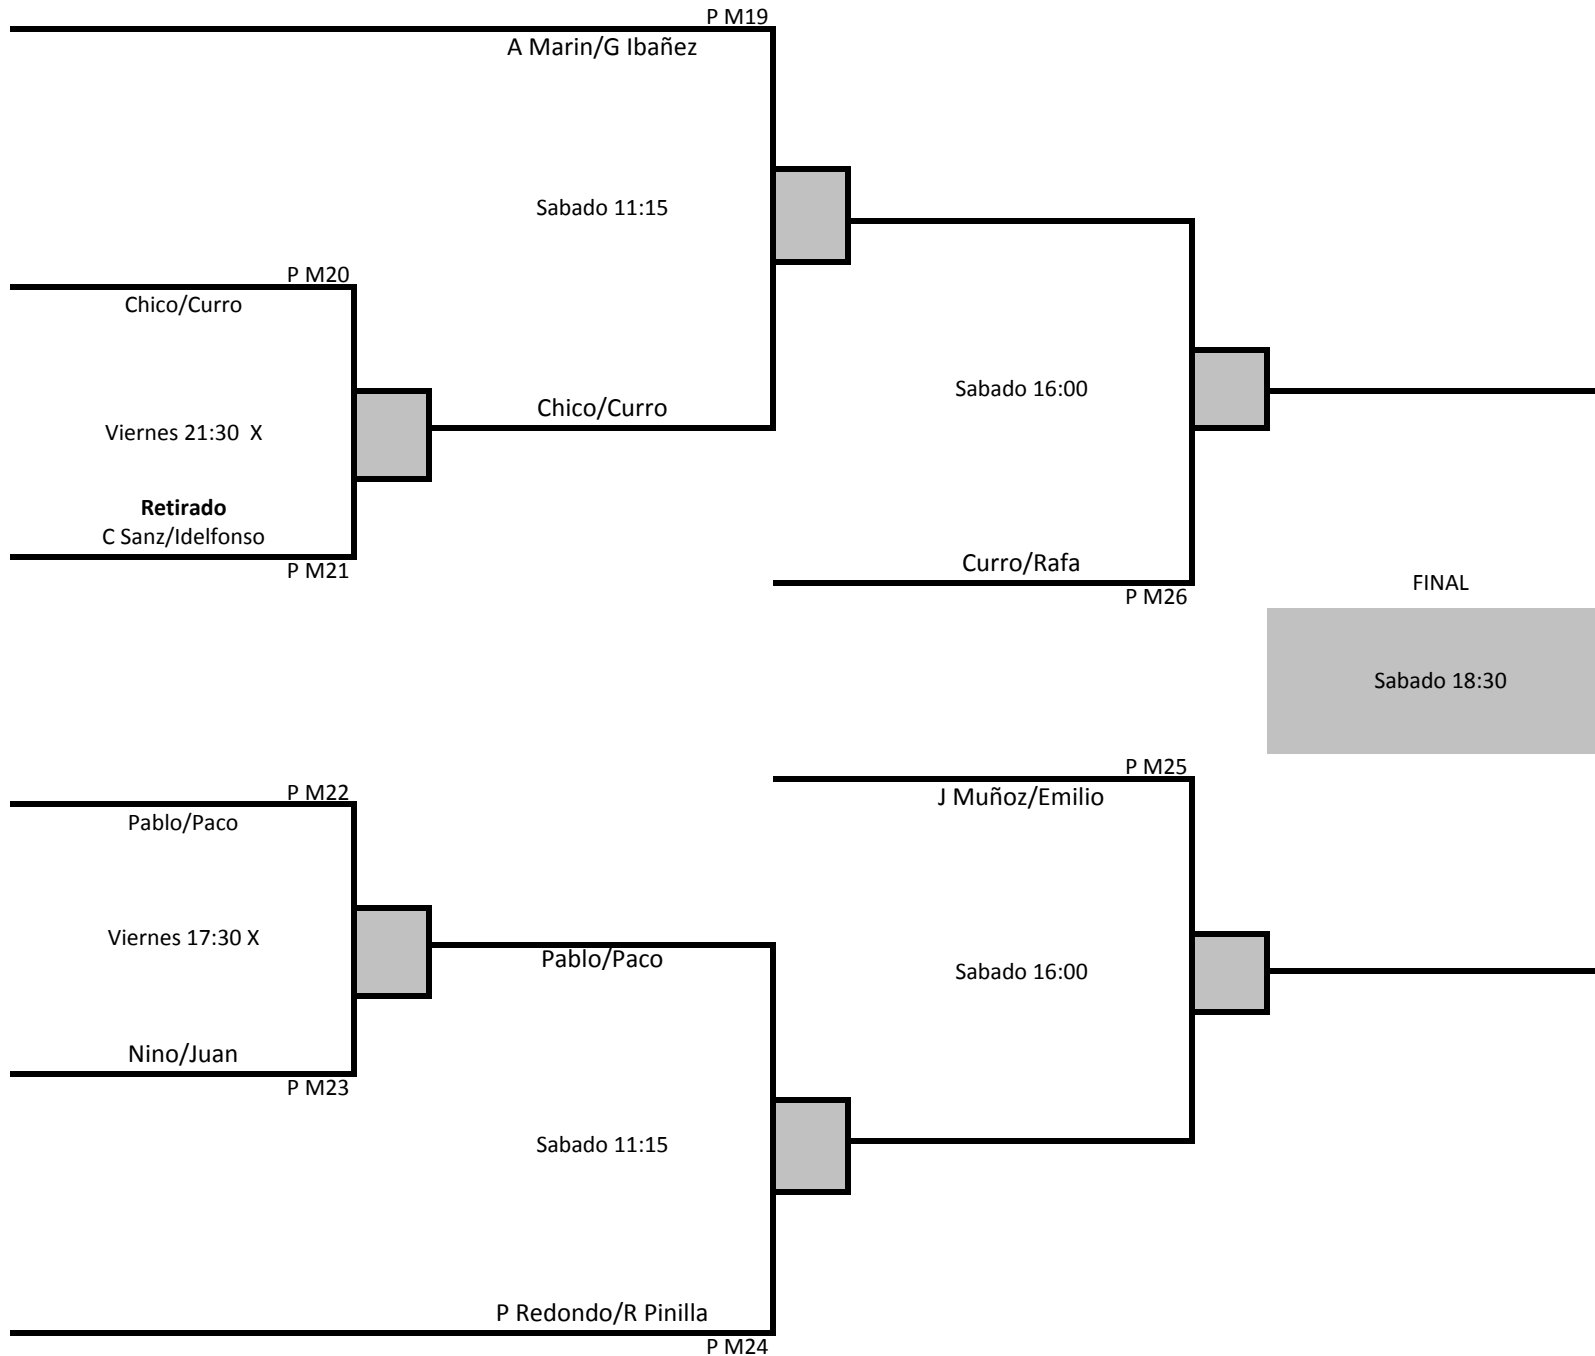 P M19
A Marin/G Ibañez
Sabado 11:15
P M20
Chico/Curro
Sabado 16:00
Chico/Curro
Viernes 21:30  X
Retirado
C Sanz/Idelfonso
P M21
Curro/Rafa
P M26
FINAL
Sabado 18:30
P M25
J Muñoz/Emilio
P M22
Pablo/Paco
Viernes 17:30 X
Pablo/Paco
Sabado 16:00
Nino/Juan
P M23
Sabado 11:15
P Redondo/R Pinilla
P M24